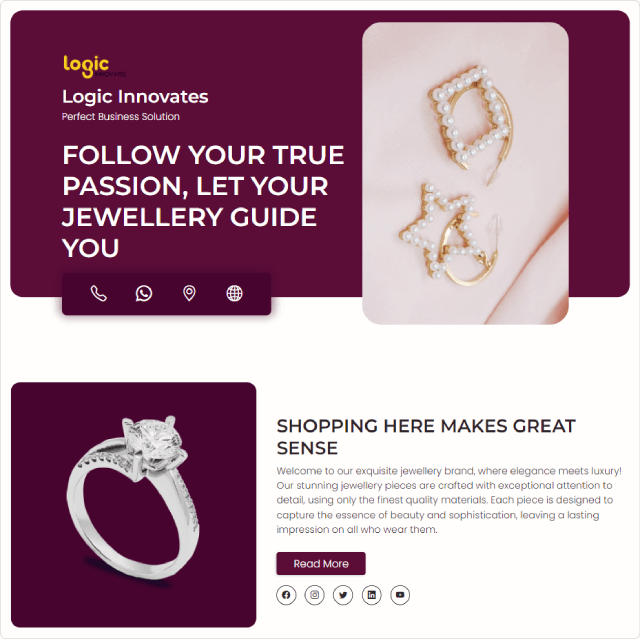 logic
Logic Innovates
Perfect Business Solution
FOLLOW YOUR TRUE
PASSION, LET YOUR
JEWELLERY GUIDE
YOU
SHOPPING HERE MAKES GREAT
SENSE
Welcome to our exquisite jewellery brand, where elegance meets luxury!
Our stunning jewellery pieces are crafted with exceptional attention to
detail, using only the finest quality materials. Each piece is designed to
capture the essence of beauty and sophistication, leaving a lasting
impression on all who wear them.
Read More